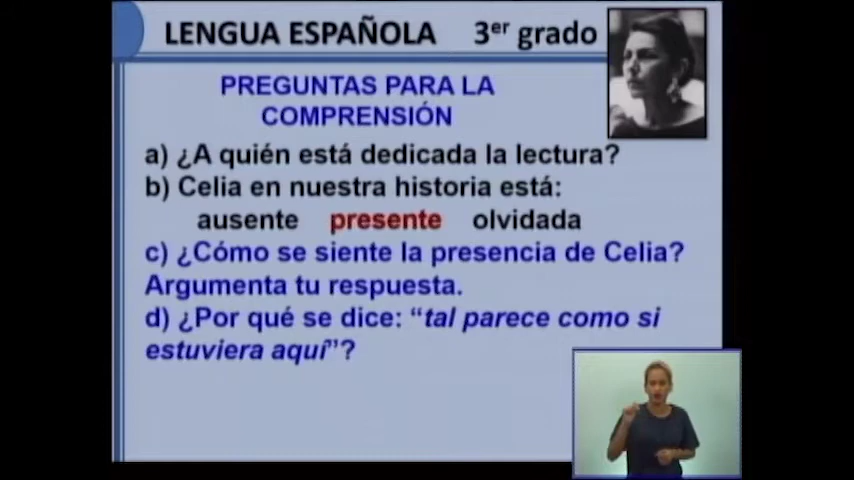 LENGUA ESPAÑOLA 3er grado
PREGUNTAS PARA LA
COMPRENSIÓN
a) ¿A quién está dedicada la lectura?
b) Celia en nuestra historia está:
ausente presente olvidada
c) ¿Cómo se siente la presencia de Celia?
Argumenta tu respuesta.
d) ¿Por qué se dice: “tal parece como si
estuviera aquí”?